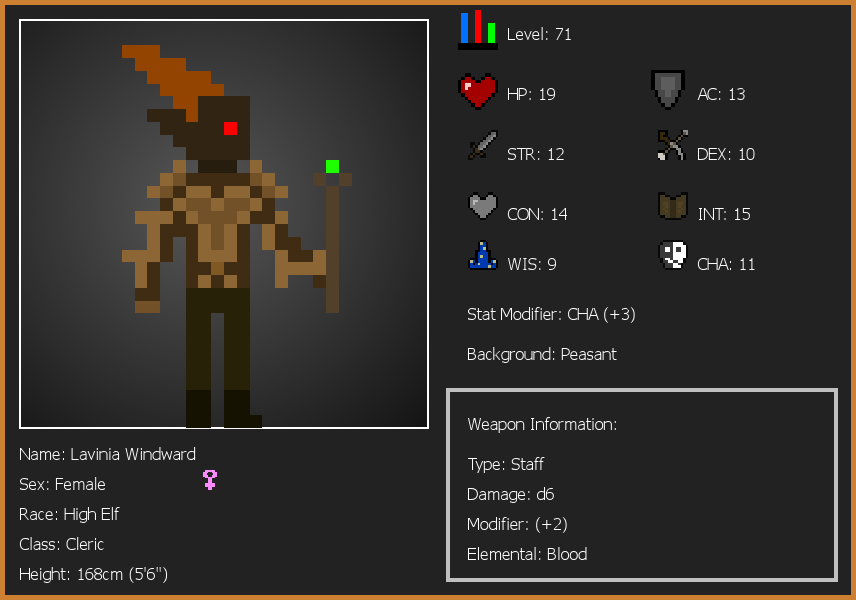 Level: 71
HP: 19
AC: 13
STR: 12
DEX: 10
CON: 14
INT: 15
WIS: 9
CHA: 11
Stat Modifier: CHA (+3)
Background: Peasant
Weapon Information:
Type: Staff
Damage: d6
Modifier: (+2)
Elemental: Blood
Name: Lavinia Windward
Sex: Female
Race: High Elf
Class: Cleric
Height: 168cm (5'6")